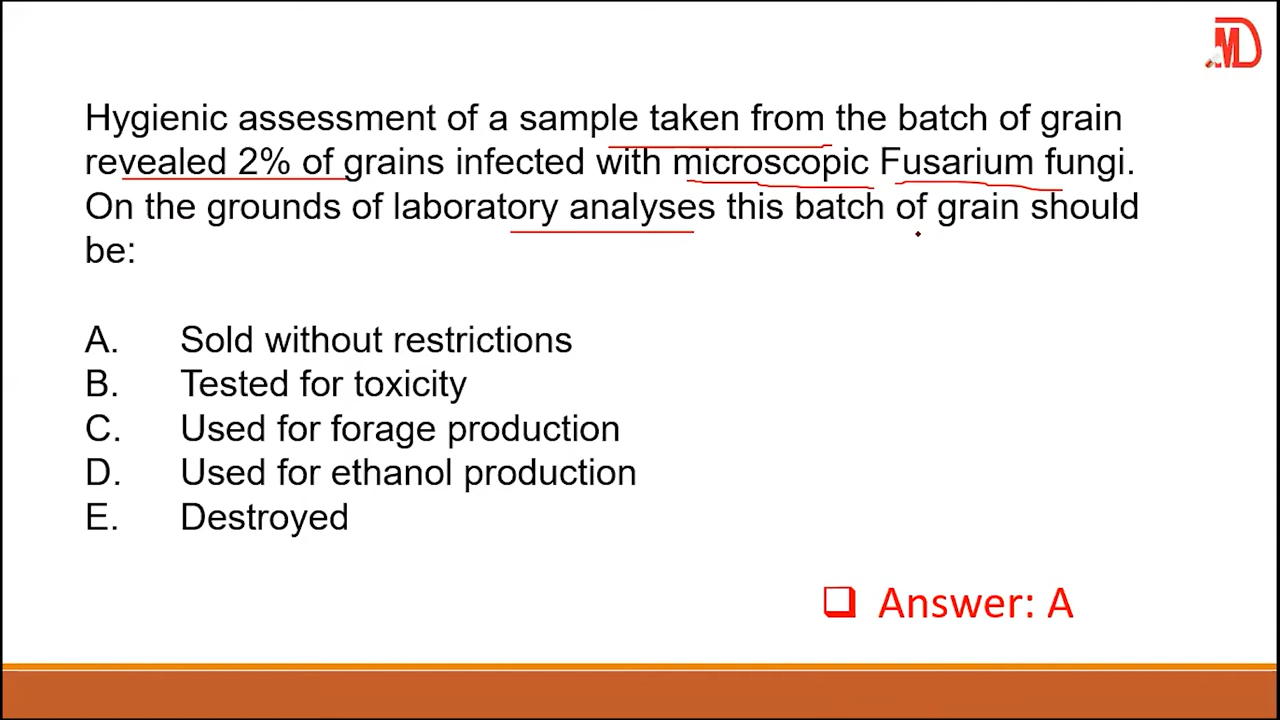 MD
Hygienic assessment of a sample taken from the batch of grain
revealed 2% of grains infected with microscopic Fusarium fungi.
On the grounds of laboratory analyses this batch of grain should
be:
A. Sold without restrictions
B. Tested for toxicity
C. Used for forage production
D. Used for ethanol production
E. Destroyed
Answer: A